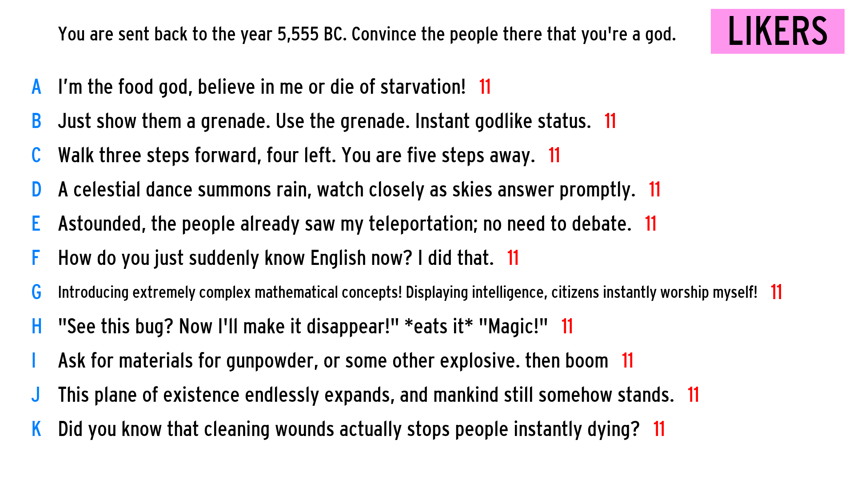 You are sent back to the year 5,555 BC. Convince the people there that you're a god.
LIKERS
A I'm the food god, believe in me or die of starvation! 11
B Just show them a grenade. Use the grenade. Instant godlike status. 11
C Walk three steps forward, four left. You are five steps away. 11
D A celestial dance summons rain, watch closely as skies answer promptly. 11
E Astounded, the people already saw my teleportation; no need to debate. 11
F How do you just suddenly know English now? I did that. 11
G Introducing extremely complex mathematical concepts! Displaying intelligence, citizens instantly worship myself! 11
H "See this bug? Now I'll make it disappear!" *eats it* "Magic!" 11
I Ask for materials for gunpowder, or some other explosive. then boom 11
J This plane of existence endlessly expands, and mankind still somehow stands. 11
K Did you know that cleaning wounds actually stops people instantly dying? 11